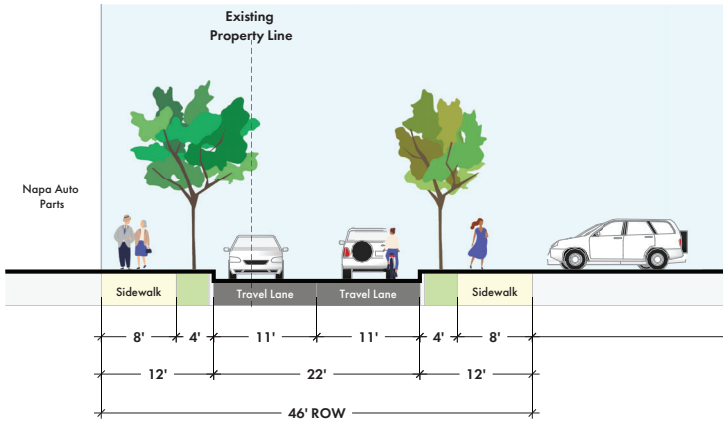 Existing
Property Line
Napa Auto
Parts
Sidewalk
Travel Lane
Travel Lane
Sidewalk
8'
4'
11'
11'
4'
8'
12'
22'
12'
46' ROW